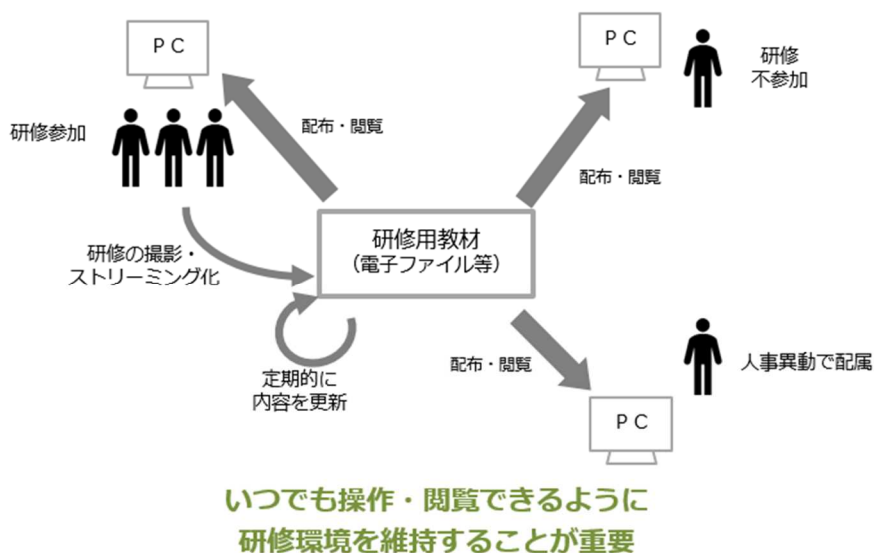 ＰＣ
ＰＣ
研修
不参加
研修参加
配布・閲覧
配布・閲覧
研修用教材
（電子ファイル等）
研修の撮影・
ストリーミング化
配布・閲覧
人事異動で配属
定期的に
内容を更新
ＰＣ
いつでも操作・閲覧できるように
研修環境を維持することが重要